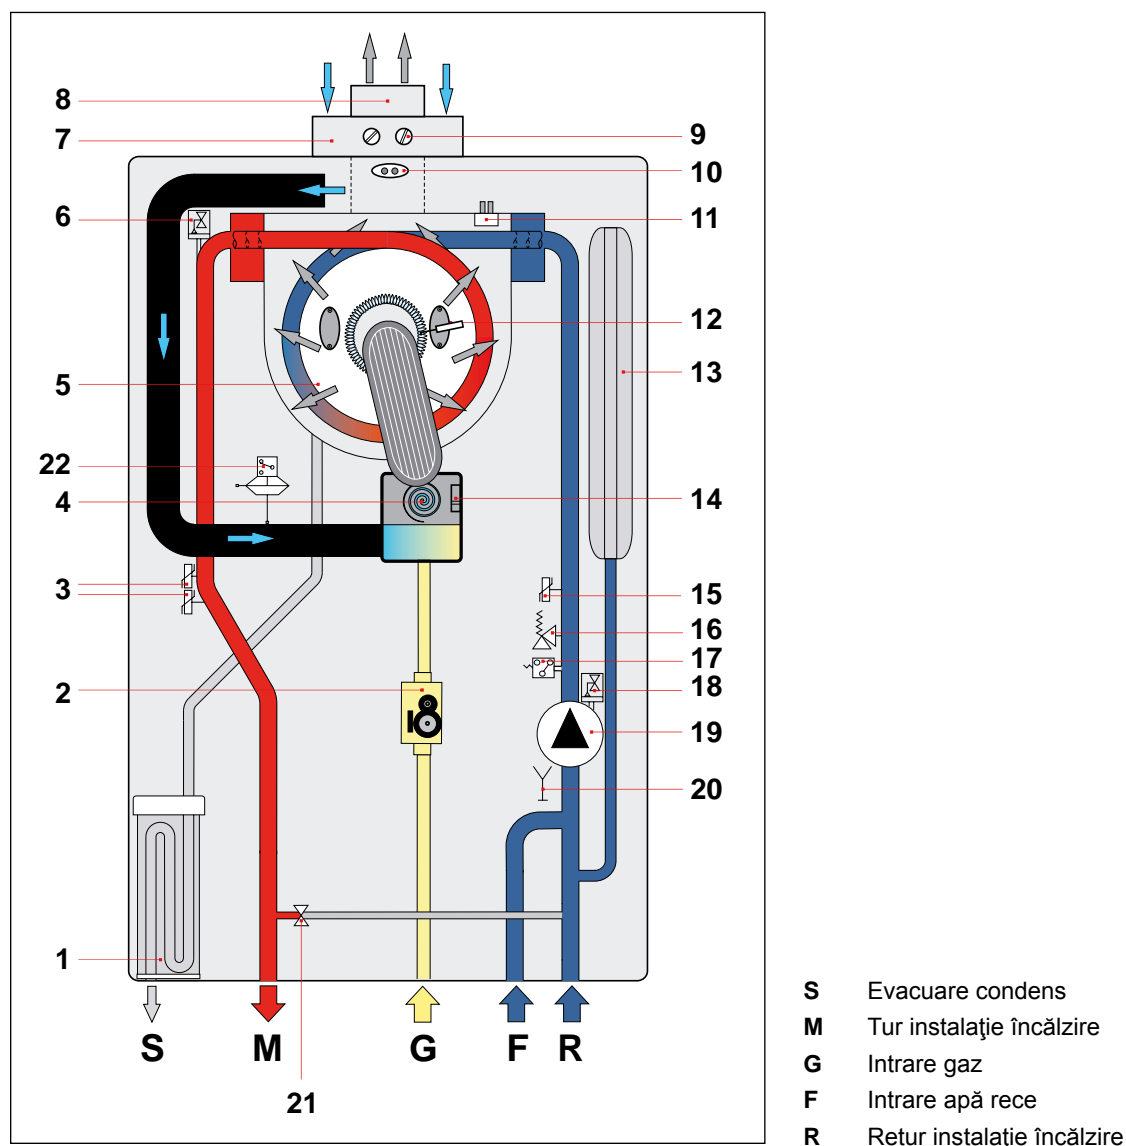 8
7
9
10
6
11
12
13
5
22
4
14
3
15
16
17
2
18
19
20
1
S
M
G
F
R
21
S Evacuare condens
M Tur instalaţie încălzire
G Intrare gaz
F Intrare apă rece
R Retur instalaţie încălzire